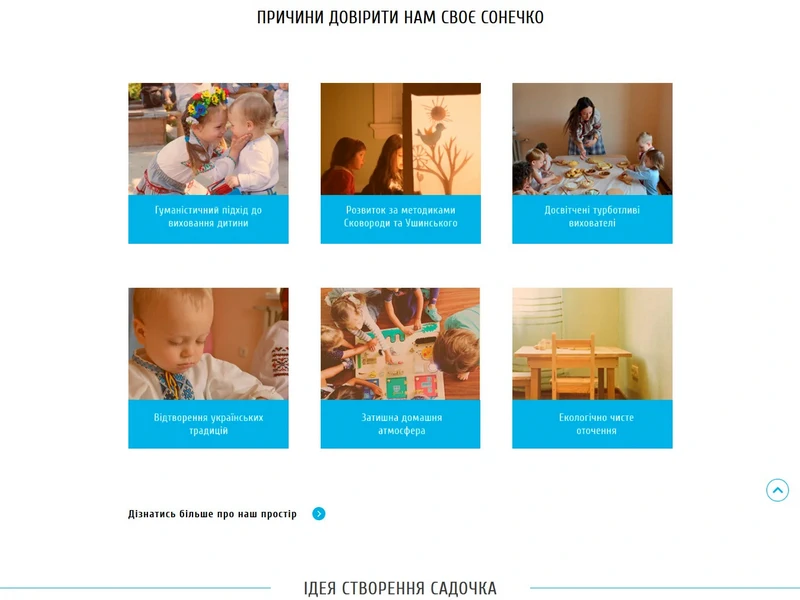 ПРИЧИНИ ДОВІРИТИ НАМ СВОЄ СОНЕЧКО
Гуманістичний підхід до
виховання дитини
Розвиток за методиками
Сковороди та Ушинського
Досвітчені турботливі
вихователі
Відтворення українських
традицій
Затишна домашня
атмосфера
Екологічно чисте
оточення
Дізнатись більше про наш простір
ІДЕЯ СТВОРЕННЯ САДОЧКА